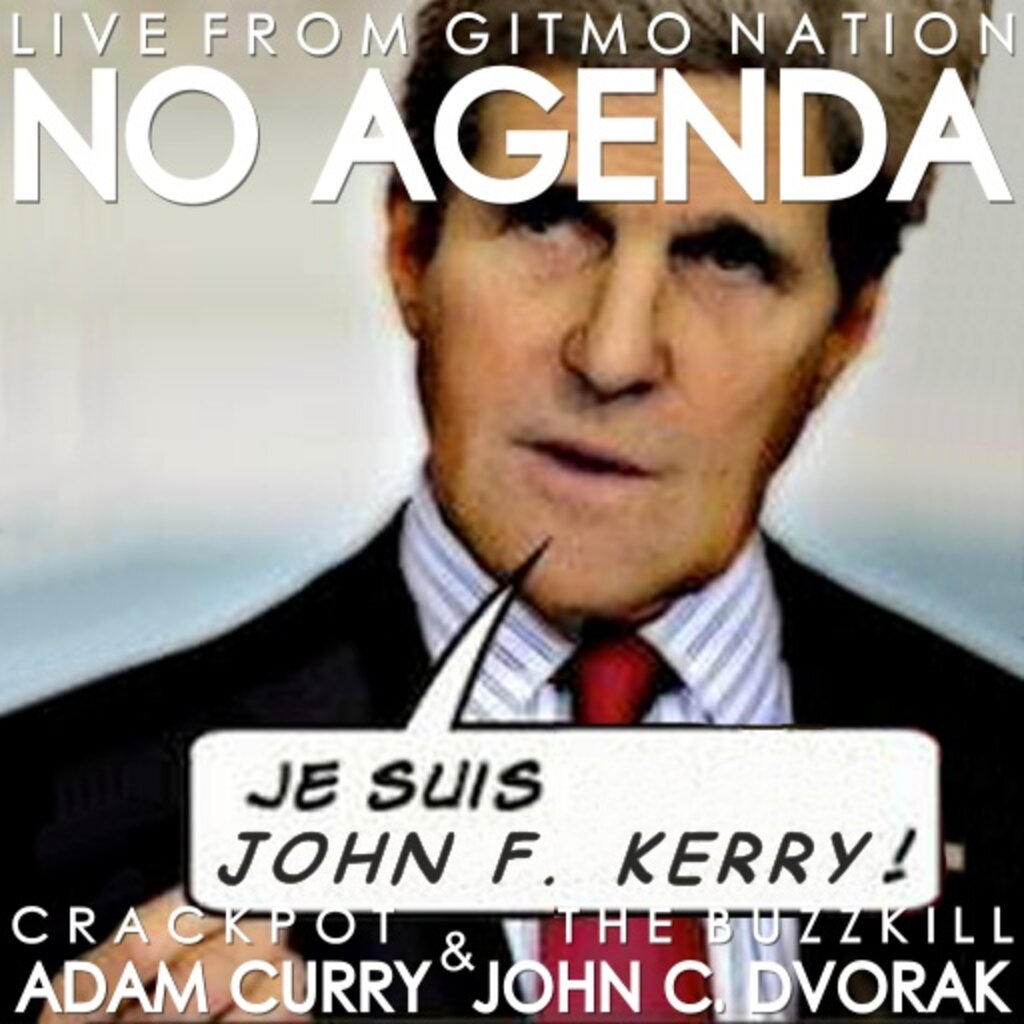 LIVE FROM GITMO NATION
NO AGENDA
JE SUIS
JOHN F. KERRY!
CRACKPOT & THE BUZZKILL
ADAM CURRY JOHN C. DVORAK